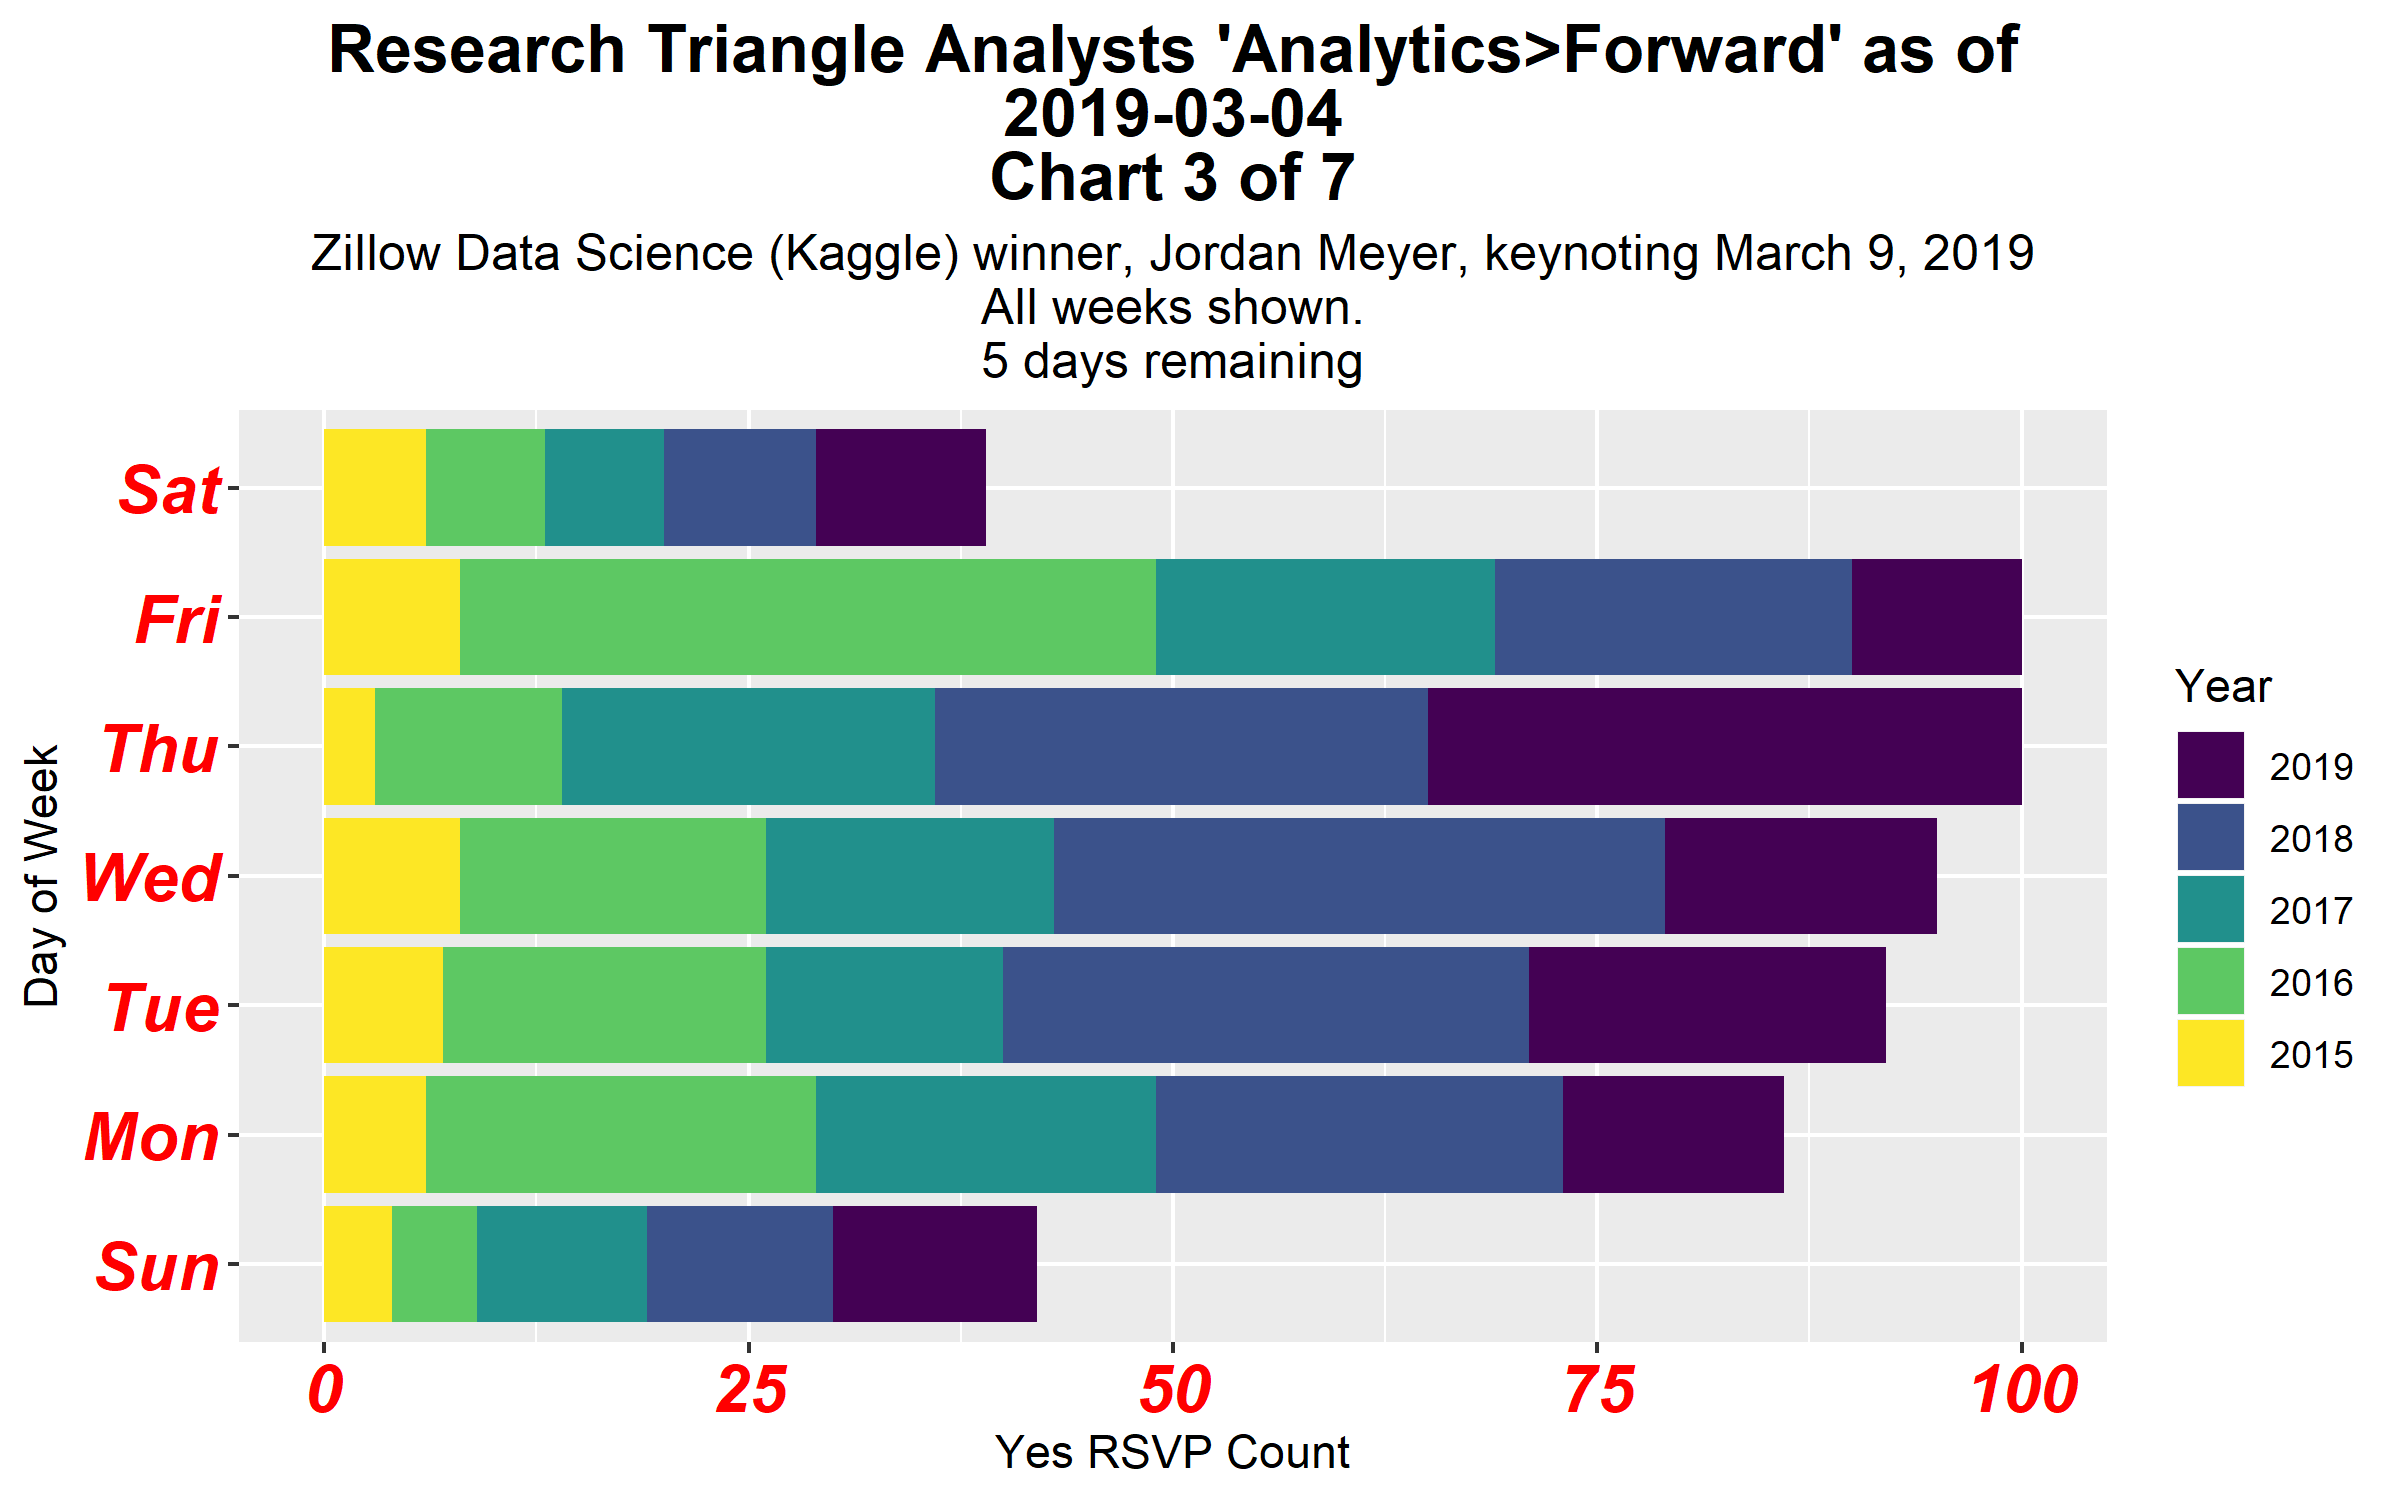 Research Triangle Analysts 'Analytics>Forward' as of
2019-03-04
Chart 3 of 7
Zillow Data Science (Kaggle) winner, Jordan Meyer, keynoting March 9, 2019
All weeks shown.
5 days remaining
Sat
Fri
Thu
Wed
Tue
Mon
Sun
Day of Week
0 25 50 75 100
Yes RSVP Count
Year
2019
2018
2017
2016
2015